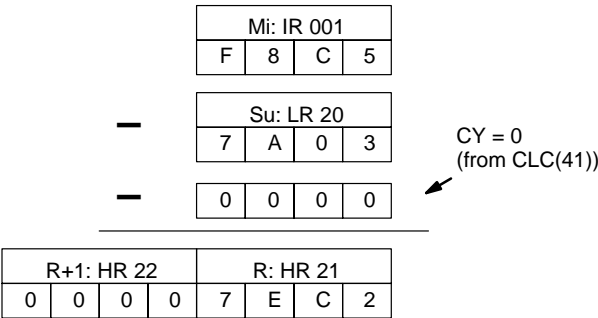 Mi: IR 001
F 8 C 5
–
Su: LR 20
7 A 0 3
CY = 0
(from CLC(41))
–
0 0 0 0
R+1: HR 22 R: HR 21
0 0 0 0 7 E C 2